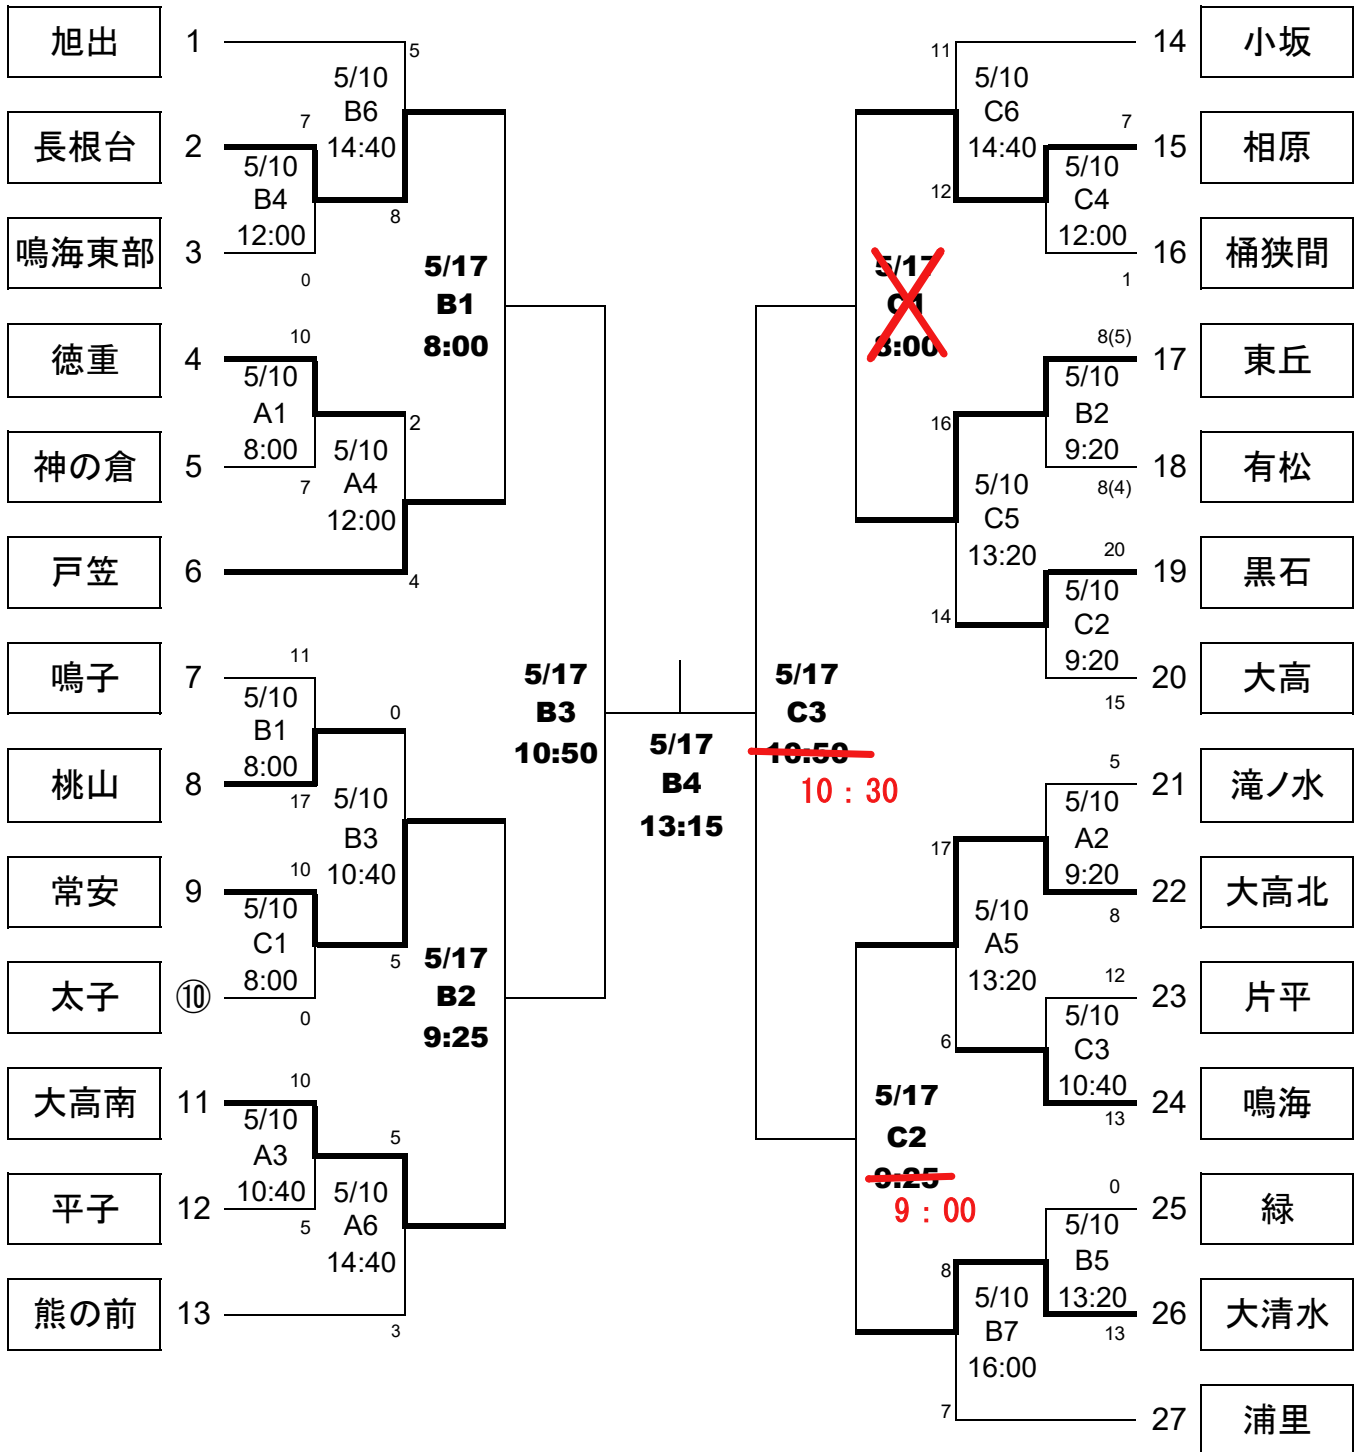 旭出 1
5
5/10
B6
14:40
長根台 2
7
5/10
B4
12:00
8
鳴海東部 3
0
5/17
B1
8:00
徳重 4
10
5/10
A1
8:00
2
神の倉 5
7
5/10
A4
12:00
戸笠 6
4
鳴子 7
11
5/10
B1
8:00
0
桃山 8
17
5/10
B3
10:40
常安 9
10
5/10
C1
8:00
5
太子 ⑩
0
5/17
B2
9:25
大高南 11
10
5/10
A3
10:40
5
平子 12
5
5/10
A6
14:40
熊の前 13
3
5/17
B3
10:50
5/17
B4
13:15
5/17
C3
10:50
10:30
11
14 小坂
5/10
C6
14:40
7
15 相原
5/10
C4
12:00
12
16 桶狭間
1
5/17
C1
8:00
8(5)
17 東丘
5/10
B2
9:20
16
18 有松
8(4)
5/10
C5
13:20
20
19 黒石
5/10
C2
9:20
14
20 大高
15
5
21 滝ノ水
5/10
A2
9:20
17
22 大高北
8
5/10
A5
13:20
12
23 片平
5/10
C3
10:40
6
24 鳴海
13
5/17
C2
9:25
9:00
0
25 緑
5/10
B5
13:20
8
26 大清水
13
5/10
B7
16:00
7
27 浦里